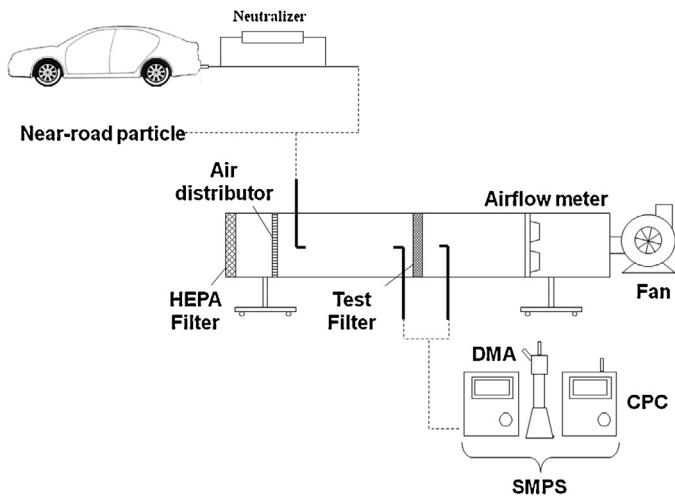 Neutralizer
Near-road particle
Air
distributor
Airflow meter
HEPA
Filter
Test
Filter
Fan
DMA
CPC
SMPS